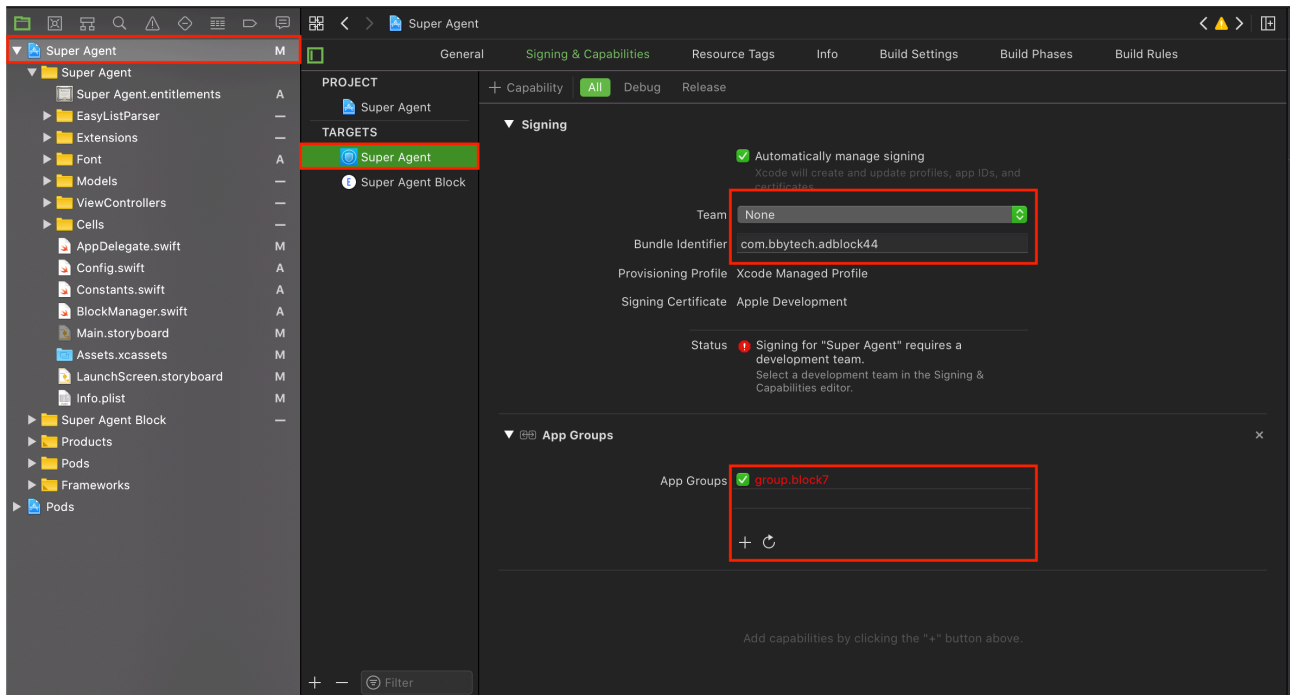 Super Agent
Super Agent M
General Signing & Capabilities Resource Tags Info Build Settings Build Phases Build Rules
Super Agent
Super Agent.entitlements A
EasyListParser
Extensions
Font A
Models
ViewControllers
Cells
AppDelegate.swift M
Config.swift A
Constants.swift A
BlockManager.swift A
Main.storyboard M
Assets.xcassets M
LaunchScreen.storyboard M
Info.plist M
Super Agent Block
Products
Pods
Frameworks
Pods
PROJECT
Super Agent
TARGETS
Super Agent
E Super Agent Block
Filter
+ Capability All Debug Release
Signing
Automatically manage signing
Xcode will create and update profiles, app IDs, and
certificates.
Team None
Bundle Identifier com.bbytech.adblock44
Provisioning Profile Xcode Managed Profile
Signing Certificate Apple Development
Status Signing for "Super Agent" requires a
development team.
Select a development team in the Signing &
Capabilities editor.
App Groups
App Groups group.block7
Add capabilities by clicking the "+" button above.